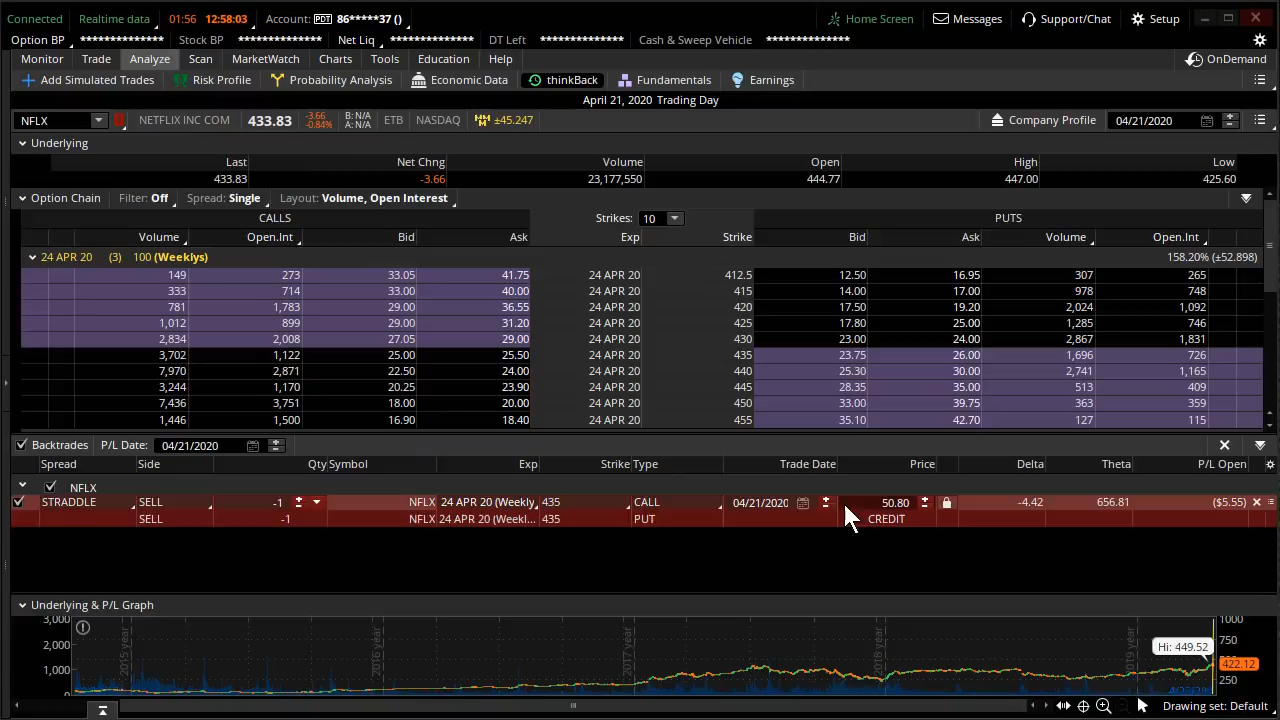 Connected Realtime data 01:56 12:58:03 Account: PDT 86*****37 () Home Screen Messages Support/Chat Setup
Option BP ************** Stock BP ************** Net Liq ************** DT Left ************** Cash & Sweep Vehicle **************
Monitor Trade Analyze Scan MarketWatch Charts Tools Education Help OnDemand
Add Simulated Trades Risk Profile Probability Analysis Economic Data thinkBack Fundamentals Earnings
April 21, 2020 Trading Day
NFLX NETFLIX INC COM 433.83 -3.66 -0.84% B: N/A A: N/A ETB NASDAQ ±45.247 Company Profile 04/21/2020
Underlying
Last Net Chng Volume Open High Low
433.83 -3.66 23,177,550 444.77 447.00 425.60
Option Chain Filter: Off Spread: Single Layout: Volume, Open Interest
CALLS Strikes: 10 PUTS
Volume Open.Int Bid Ask Exp Strike Bid Ask Volume Open.Int
24 APR 20 (3) 100 (Weeklys) 158.20% (±52.898)
149 273 33.05 41.75 24 APR 20 412.5 12.50 16.95 307 265
333 714 33.00 40.00 24 APR 20 415 14.00 17.00 978 748
781 1,783 29.00 36.55 24 APR 20 420 17.50 19.20 2,024 1,092
1,012 899 29.00 31.20 24 APR 20 425 17.80 25.00 1,285 746
2,834 2,008 27.05 29.00 24 APR 20 430 23.00 24.00 2,867 1,831
3,702 1,122 25.00 25.50 24 APR 20 435 23.75 26.00 1,696 726
7,970 2,871 22.50 24.00 24 APR 20 440 25.30 30.00 2,741 1,165
3,244 1,170 20.25 23.90 24 APR 20 445 28.35 35.00 513 409
7,436 3,751 18.00 20.00 24 APR 20 450 33.00 39.75 363 359
1,446 1,500 16.90 18.40 24 APR 20 455 35.10 42.70 127 115
Backtrades P/L Date: 04/21/2020
Spread Side Qty Symbol Exp Strike Type Trade Date Price Delta Theta P/L Open
NFLX
STRADDLE SELL -1 NFLX 24 APR 20 (Weekly 435 CALL 04/21/2020 50.80 -4.42 656.81 ($5.55)
SELL -1 NFLX 24 APR 20 (Weekl... 435 PUT CREDIT
Underlying & P/L Graph
3,000 1000
2,000 750
Hi: 449.52
1,000 422.12
250
0
2015 year 2016 year 2017 year 2018 year 2019 year
Drawing set: Default